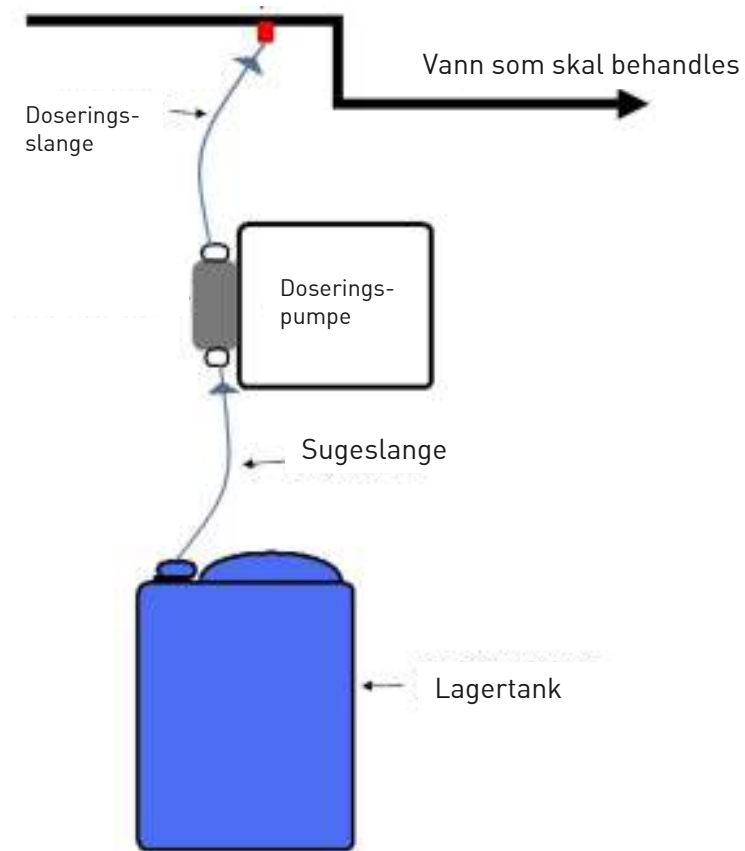 Vann som skal behandles
Doserings-
slange
Doserings-
pumpe
Sugeslange
Lagertank